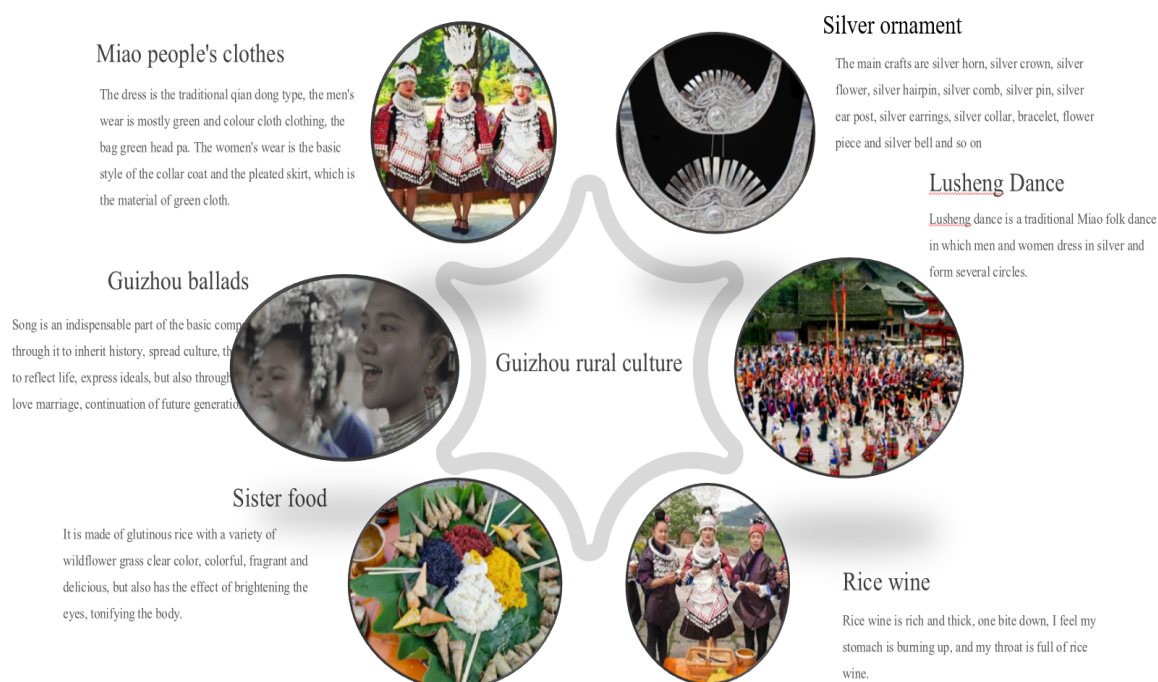 Miao people's clothes
The dress is the traditional qian dong type, the men's
wear is mostly green and colour cloth clothing, the
bag green head pa. The women's wear is the basic
style of the collar coat and the pleated skirt, which is
the material of green cloth.
Silver ornament
The main crafts are silver horn, silver crown, silver
flower, silver hairpin, silver comb, silver pin, silver
ear post, silver earrings, silver collar, bracelet, flower
piece and silver bell and so on
Lusheng Dance
Lusheng dance is a traditional Miao folk dance
in which men and women dress in silver and
form several circles.
Guizhou ballads
Song is an indispensable part of the basic
through it to inherit history, spread culture,
to reflect life, express ideals, but also through
love marriage, continuation of future
Guizhou rural culture
Sister food
It is made of glutinous rice with a variety of
wildflower grass clear color, colorful, fragrant and
delicious, but also has the effect of brightening the
eyes, tonifying the body.
Rice wine
Rice wine is rich and thick, one bite down, I feel my
stomach is burning up, and my throat is full of rice
wine.